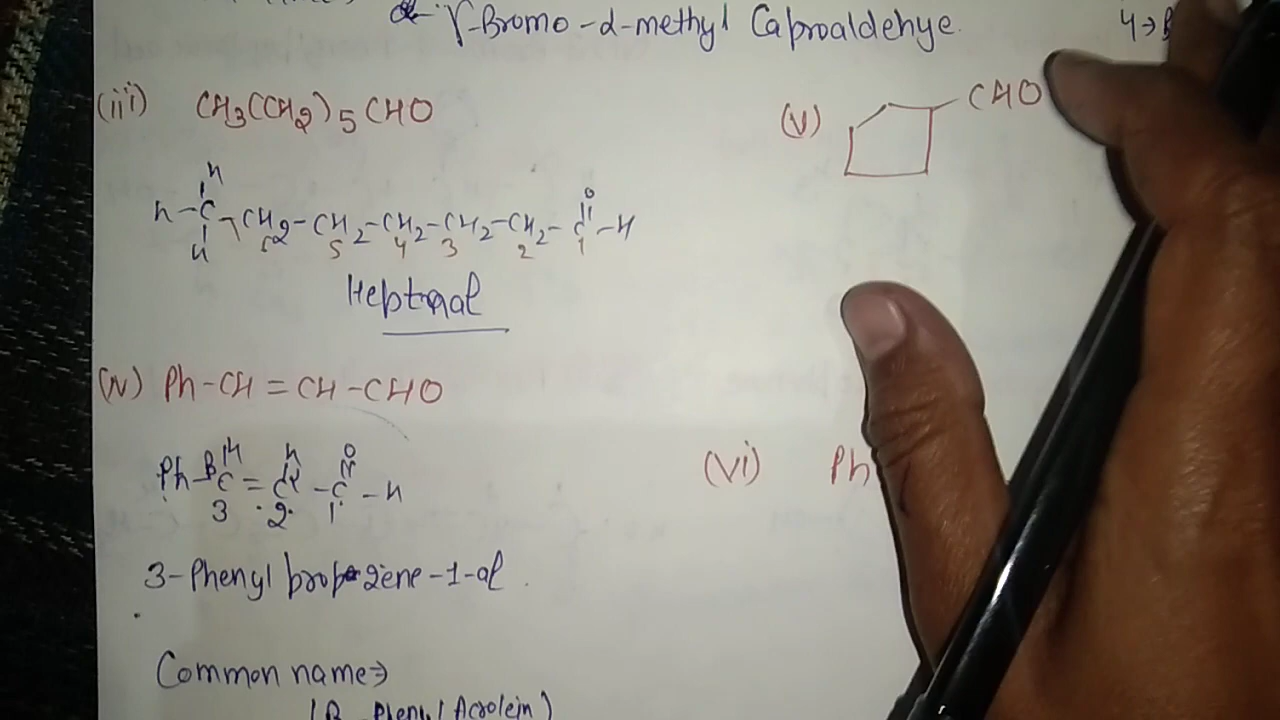 γ-Bromo-α-methyl Caproaldehye.
(iii) CH3(CH2)5CHO
H
H-C-CH2-CH2-CH2-CH2-CH2-C-H
O
H
6 5 4 3 2 1
Heptnal
(iv) Ph-CH=CH-CHO
H H O
Ph-C=C-C-H
3 2 1
3-Phenyl prop-2ene-1-al.
Common name⇒
Phenyl Acrolein)
4→
(v) CHO
(vi) Ph